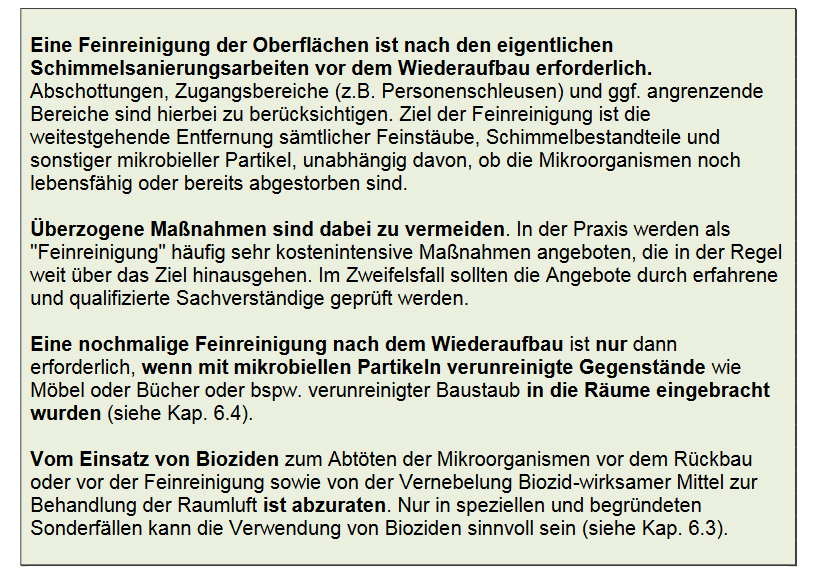 Eine Feinreinigung der Oberflächen ist nach den eigentlichen
Schimmelsanierungsarbeiten vor dem Wiederaufbau erforderlich.
Abschottungen, Zugangsbereiche (z.B. Personenschleusen) und ggf. angrenzende
Bereiche sind hierbei zu berücksichtigen. Ziel der Feinreinigung ist die
weitestgehende Entfernung sämtlicher Feinstäube, Schimmelbestandteile und
sonstiger mikrobieller Partikel, unabhängig davon, ob die Mikroorganismen noch
lebensfähig oder bereits abgestorben sind.
Überzogene Maßnahmen sind dabei zu vermeiden. In der Praxis werden als
"Feinreinigung" häufig sehr kostenintensive Maßnahmen angeboten, die in der Regel
weit über das Ziel hinausgehen. Im Zweifelsfall sollten die Angebote durch erfahrene
und qualifizierte Sachverständige geprüft werden.
Eine nochmalige Feinreinigung nach dem Wiederaufbau ist nur dann
erforderlich, wenn mit mikrobiellen Partikeln verunreinigte Gegenstände wie
Möbel oder Bücher oder bspw. verunreinigter Baustaub in die Räume eingebracht
wurden (siehe Kap. 6.4).
Vom Einsatz von Bioziden zum Abtöten der Mikroorganismen vor dem Rückbau
oder vor der Feinreinigung sowie von der Vernebelung Biozid-wirksamer Mittel zur
Behandlung der Raumluft ist abzuraten. Nur in speziellen und begründeten
Sonderfällen kann die Verwendung von Bioziden sinnvoll sein (siehe Kap. 6.3).